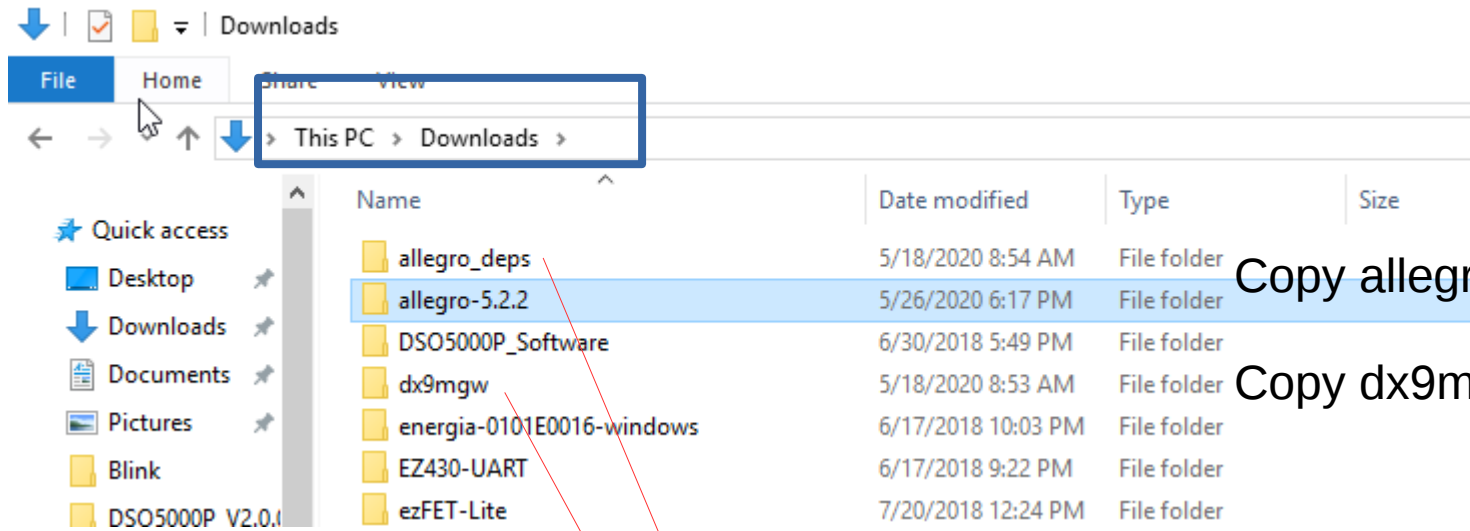 Downloads
File Home Share View
This PC > Downloads >
Name Date modified Type Size
Quick access
allegro_deps 5/18/2020 8:54 AM File folder
Desktop
Copy allegr
allegro-5.2.2 5/26/2020 6:17 PM File folder
Downloads
DSO5000P_Software 6/30/2018 5:49 PM File folder
Documents
dx9mgw 5/18/2020 8:53 AM File folder
Copy dx9m
Pictures
energia-0101E0016-windows 6/17/2018 10:03 PM File folder
Blink
EZ430-UART 6/17/2018 9:22 PM File folder
DSO5000P_V2.0.(
ezFET-Lite 7/20/2018 12:24 PM File folder